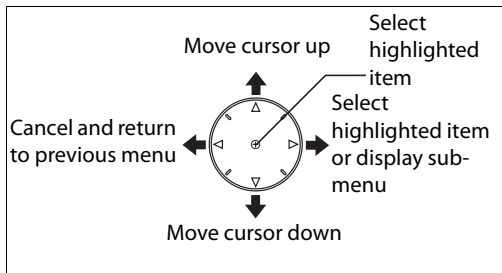 Select
highlighted
item
Move cursor up
Cancel and return
to previous menu
Select
highlighted item
or display sub-
menu
Move cursor down